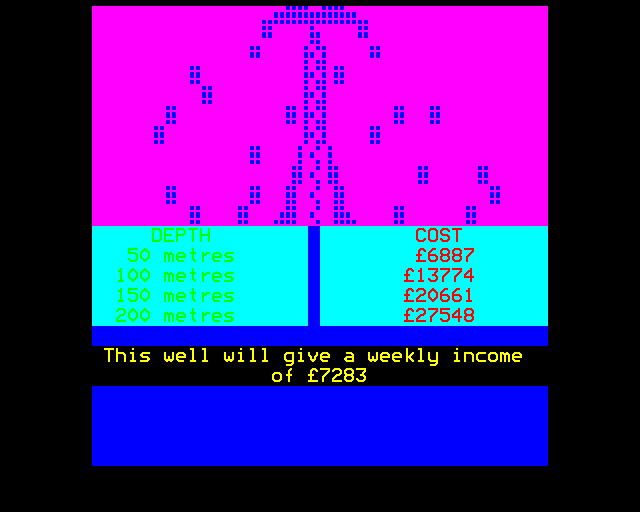 DEPTH COST
50 metres £6887
100 metres £13774
150 metres £20661
200 metres £27548
This well will give a weekly income
of £7283